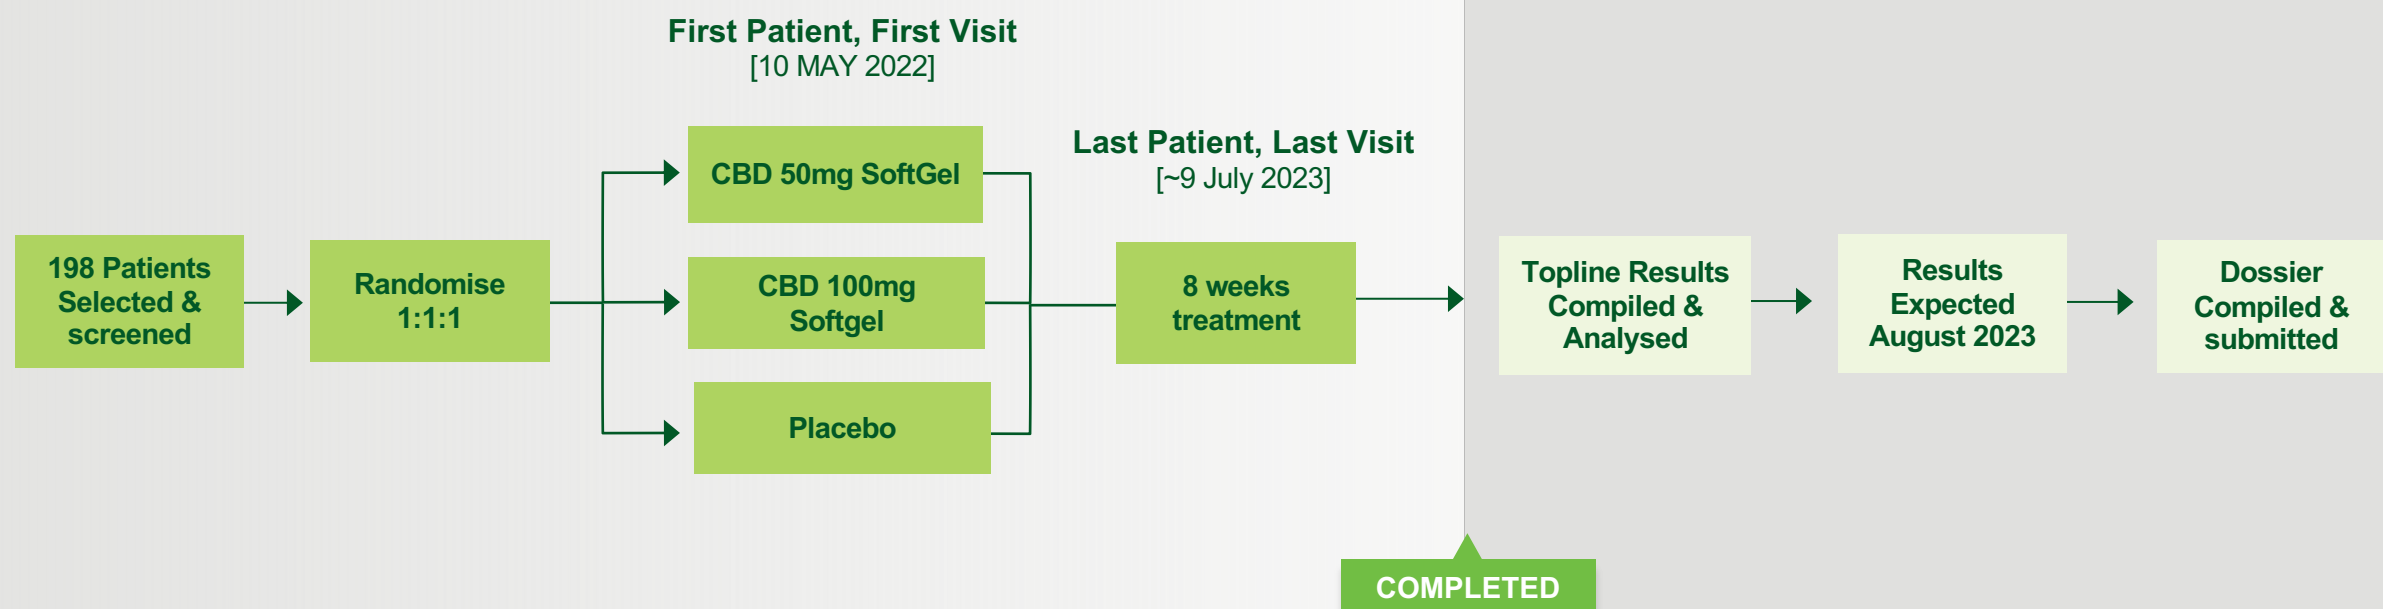 First Patient, First Visit
[10 MAY 2022]
Last Patient, Last Visit
[~9 July 2023]
198 Patients
Selected &
screened
Randomise
1:1:1
CBD 50mg SoftGel
CBD 100mg
Softgel
Placebo
8 weeks
treatment
Topline Results
Compiled &
Analysed
Results
Expected
August 2023
Dossier
Compiled &
submitted
COMPLETED